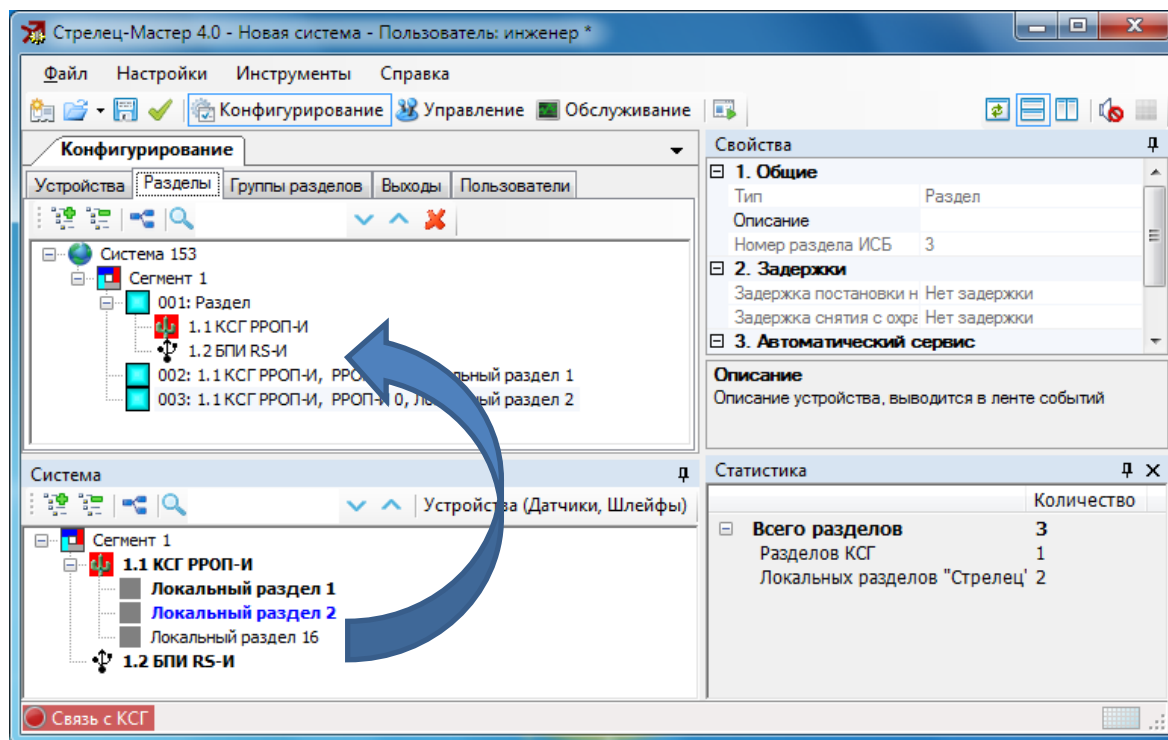 Стрелец-Мастер 4.0 - Новая система - Пользователь: инженер *
Файл Настройки Инструменты Справка
Конфигурирование Управление Обслуживание
Конфигурирование
Устройства Разделы Группы разделов Выходы Пользователи
Система 153
Сегмент 1
001: Раздел
1.1 КСГ РРОП-И
1.2 БПИ RS-И
002: 1.1 КСГ РРОП-И, РРО льный раздел 1
003: 1.1 КСГ РРОП-И, РРОП-И 0, Ло ный раздел 2
Свойства
1. Общие
Тип Раздел
Описание
Номер раздела ИСБ 3
2. Задержки
Задержка постановки н Нет задержки
Задержка снятия с охра Нет задержки
3. Автоматический сервис
Описание
Описание устройства, выводится в ленте событий
Система
Устройства (Датчики, Шлейфы)
Сегмент 1
1.1 КСГ РРОП-И
Локальный раздел 1
Локальный раздел 2
Локальный раздел 16
1.2 БПИ RS-И
Статистика
Количество
Всего разделов 3
Разделов КСГ 1
Локальных разделов "Стрелец" 2
Связь с КСГ